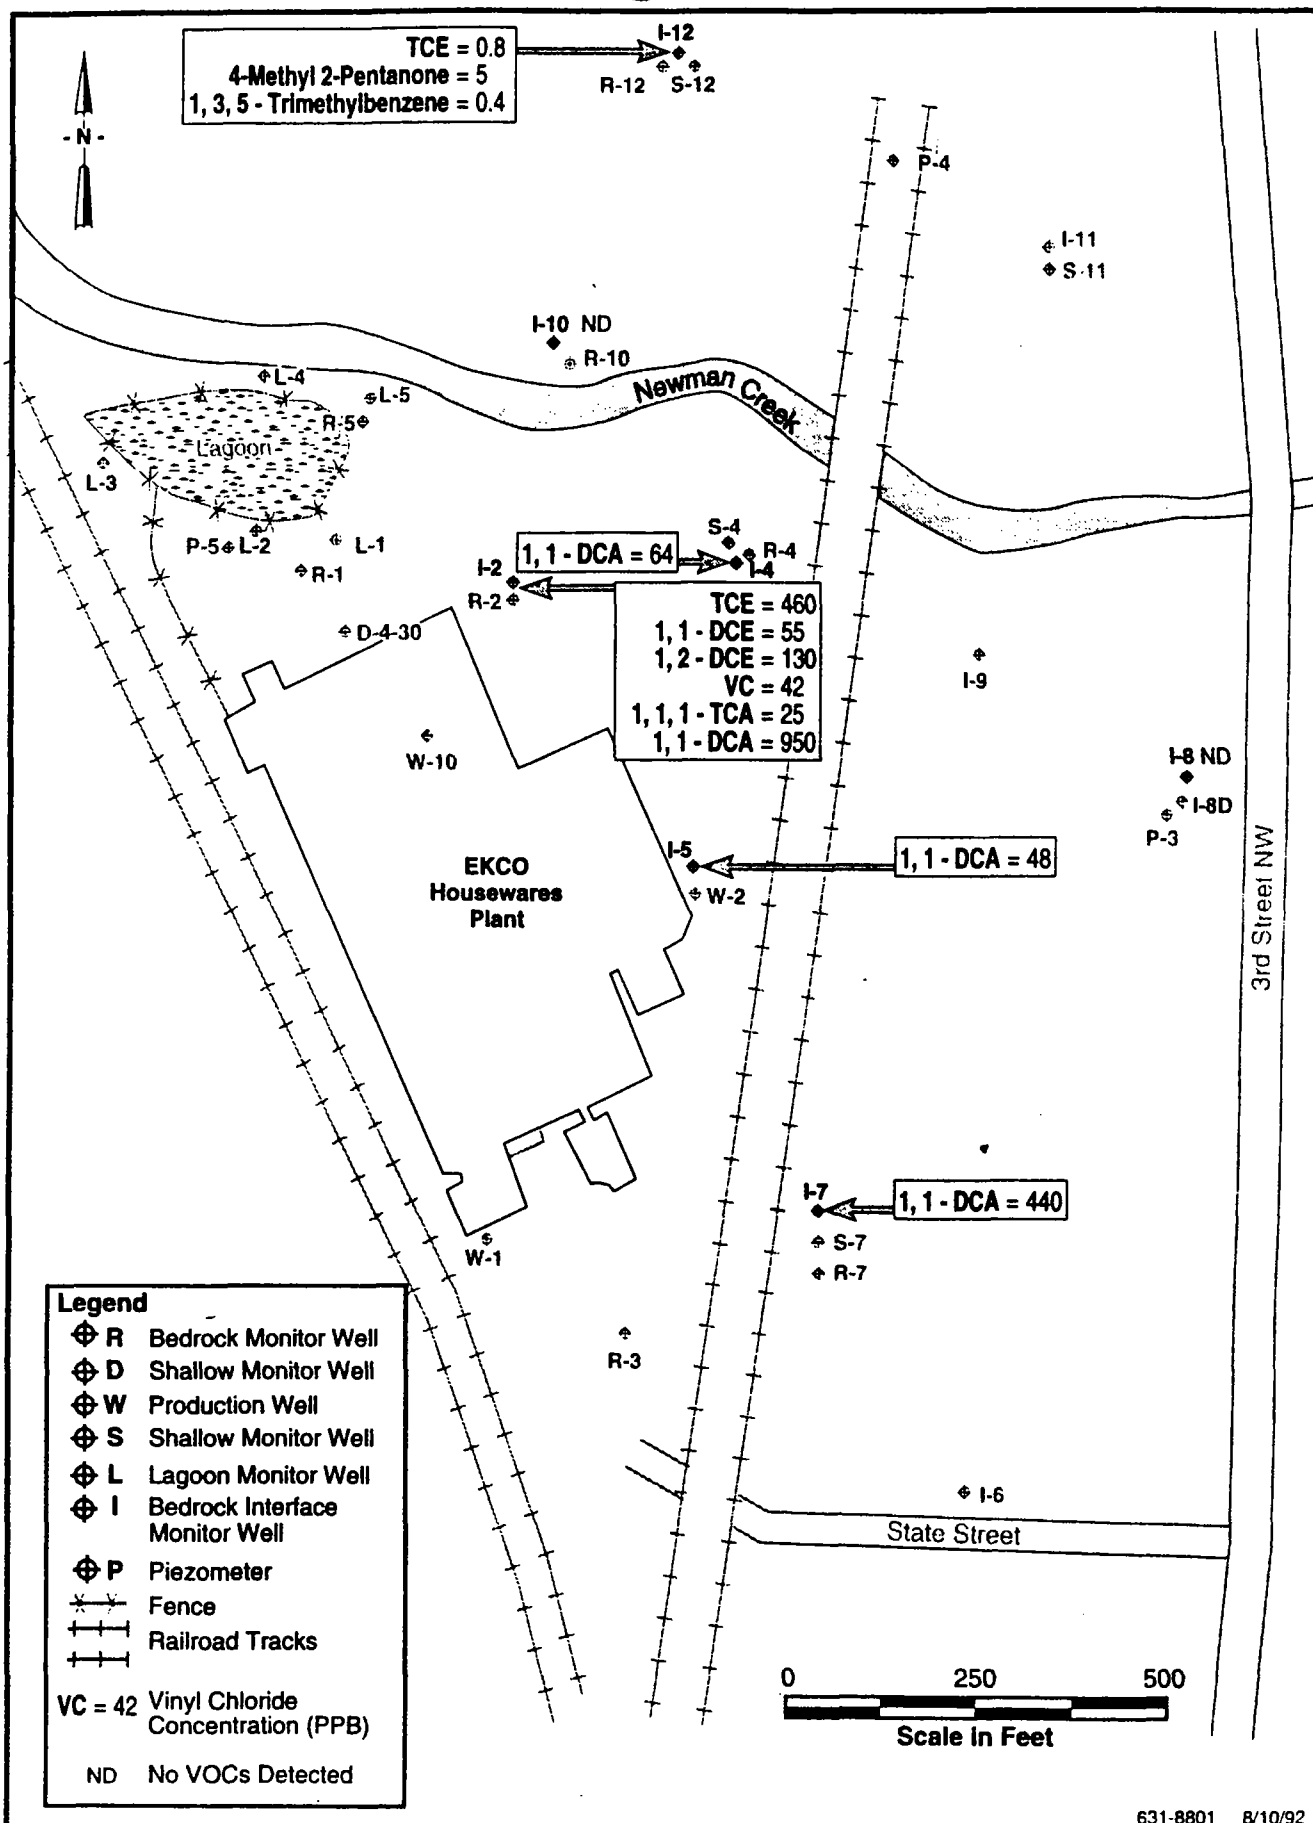 I-12
TCE = 0.8
4-Methyl 2-Pentanone = 5
1, 3, 5 - Trimethylbenzene = 0.4
R-12 S-12
- N -
P-4
I-11
S-11
I-10 ND
R-10
Newman Creek
L-4
L-5
R-5
Lagoon
L-3
P-5 L-2
L-1
R-1
S-4
R-4
I-4
1, 1 - DCA = 64
I-2
R-2
TCE = 460
1, 1 - DCE = 55
1, 2 - DCE = 130
VC = 42
1, 1, 1 - TCA = 25
1, 1 - DCA = 950
D-4-30
I-9
W-10
I-8 ND
I-8D
P-3
I-5
1, 1 - DCA = 48
W-2
EKCO
Housewares
Plant
3rd Street NW
I-7
1, 1 - DCA = 440
S-7
R-7
W-1
R-3
I-6
State Street
Legend
R Bedrock Monitor Well
D Shallow Monitor Well
W Production Well
S Shallow Monitor Well
L Lagoon Monitor Well
I Bedrock Interface
Monitor Well
P Piezometer
Fence
Railroad Tracks
VC = 42 Vinyl Chloride
Concentration (PPB)
ND No VOCs Detected
0 250 500
Scale in Feet
631-8801 8/10/92